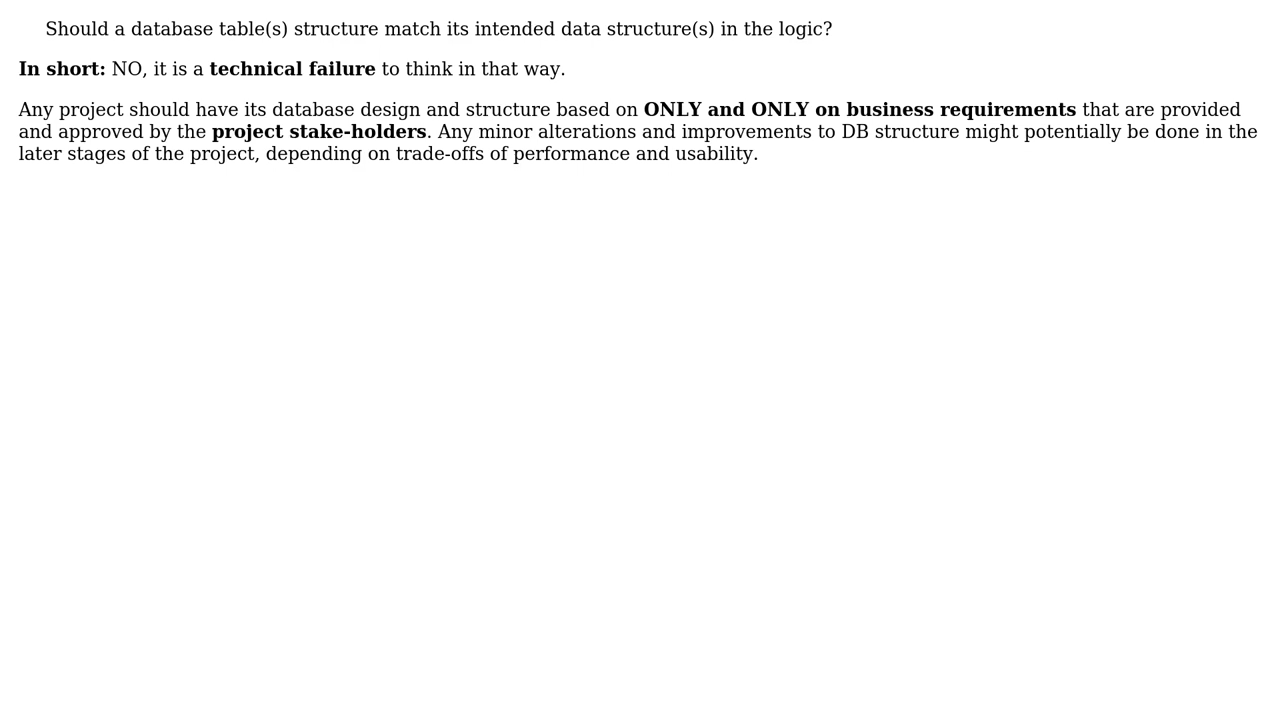 Should a database table(s) structure match its intended data structure(s) in the logic?
In short: NO, it is a technical failure to think in that way.
Any project should have its database design and structure based on ONLY and ONLY on business requirements that are provided
and approved by the project stake-holders. Any minor alterations and improvements to DB structure might potentially be done in the
later stages of the project, depending on trade-offs of performance and usability.